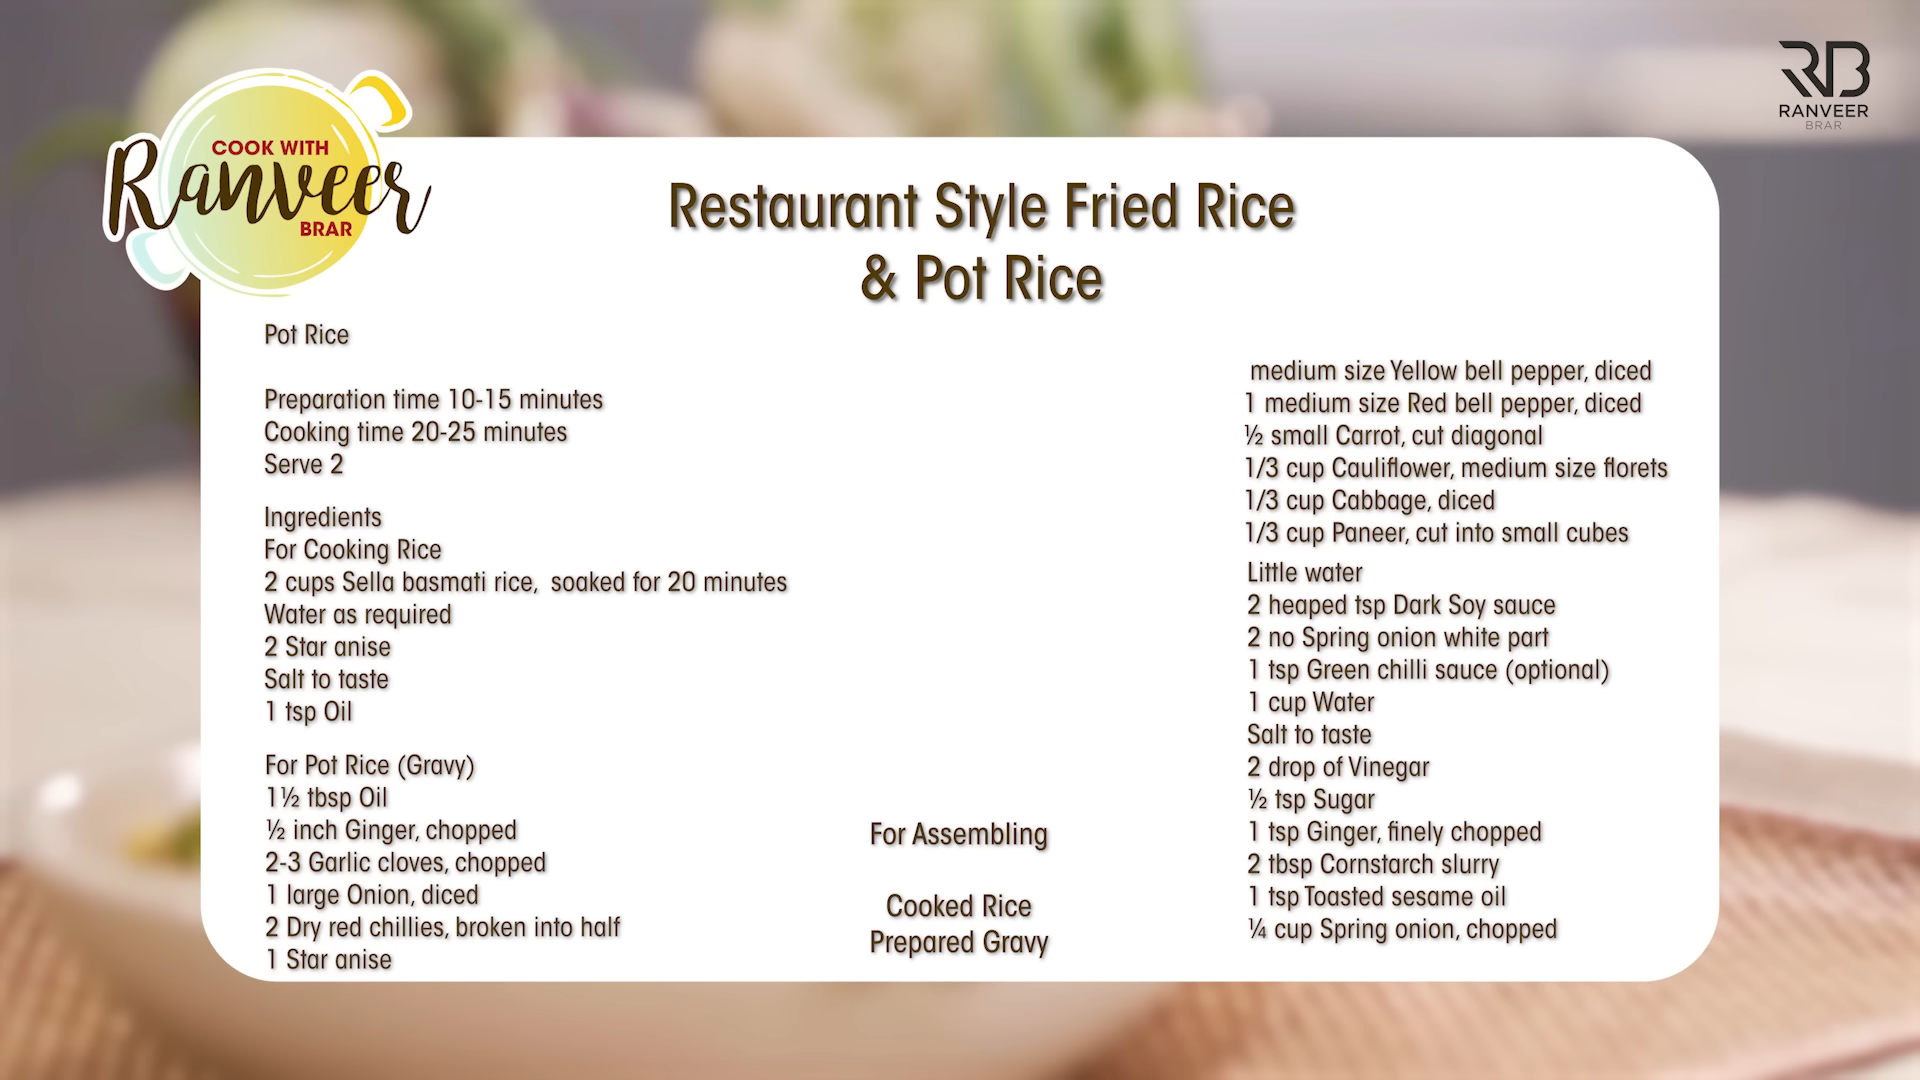 COOK WITH
Ranveer
BRAR
RB
RANVEER
BRAR
Restaurant Style Fried Rice
& Pot Rice
Pot Rice
Preparation time 10-15 minutes
Cooking time 20-25 minutes
Serve 2
Ingredients
For Cooking Rice
2 cups Sella basmati rice,  soaked for 20 minutes
Water as required
2 Star anise
Salt to taste
1 tsp Oil
For Pot Rice (Gravy)
1½ tbsp Oil
½ inch Ginger, chopped
2-3 Garlic cloves, chopped
1 large Onion, diced
2 Dry red chillies, broken into half
1 Star anise
medium size Yellow bell pepper, diced
1 medium size Red bell pepper, diced
½ small Carrot, cut diagonal
1/3 cup Cauliflower, medium size florets
1/3 cup Cabbage, diced
1/3 cup Paneer, cut into small cubes
Little water
2 heaped tsp Dark Soy sauce
2 no Spring onion white part
1 tsp Green chilli sauce (optional)
1 cup Water
Salt to taste
2 drop of Vinegar
½ tsp Sugar
1 tsp Ginger, finely chopped
2 tbsp Cornstarch slurry
1 tsp Toasted sesame oil
¼ cup Spring onion, chopped
For Assembling
Cooked Rice
Prepared Gravy